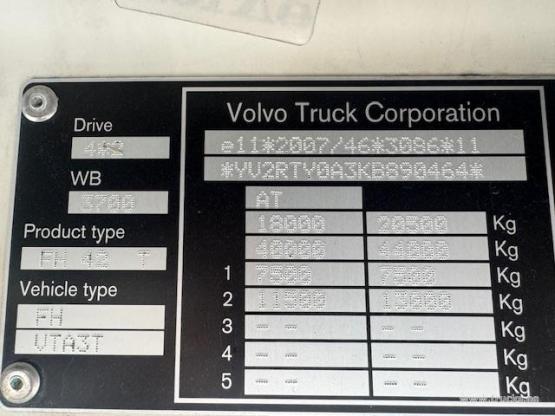 Volvo Truck Corporation
e11*2007/46*3086*11
*YV2RTY0A3KB890464*
AT
18000 20500 Kg
40000 44000 Kg
1 7500 7500 Kg
2 11500 13000 Kg
3 -- -- Kg
4 -- -- Kg
5 -- -- Kg
Drive
4*2
WB
3700
Product type
FH 42 T
Vehicle type
FH
VTA3T